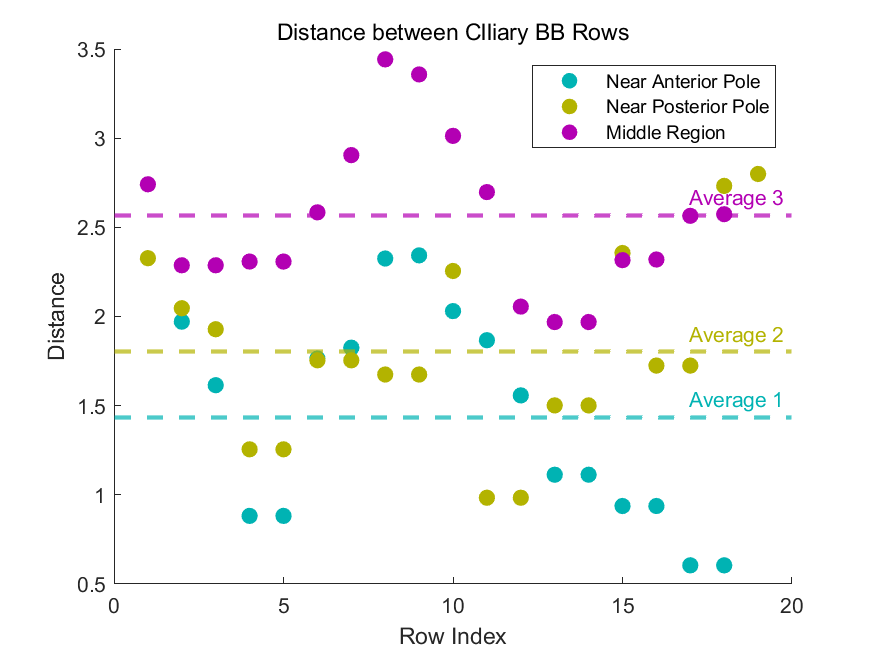 Distance between CIliary BB Rows
3.5
3
2.5
2
1.5
1
0.5
Distance
Near Anterior Pole
Near Posterior Pole
Middle Region
Average 3
Average 2
Average 1
0
5
10
15
20
Row Index